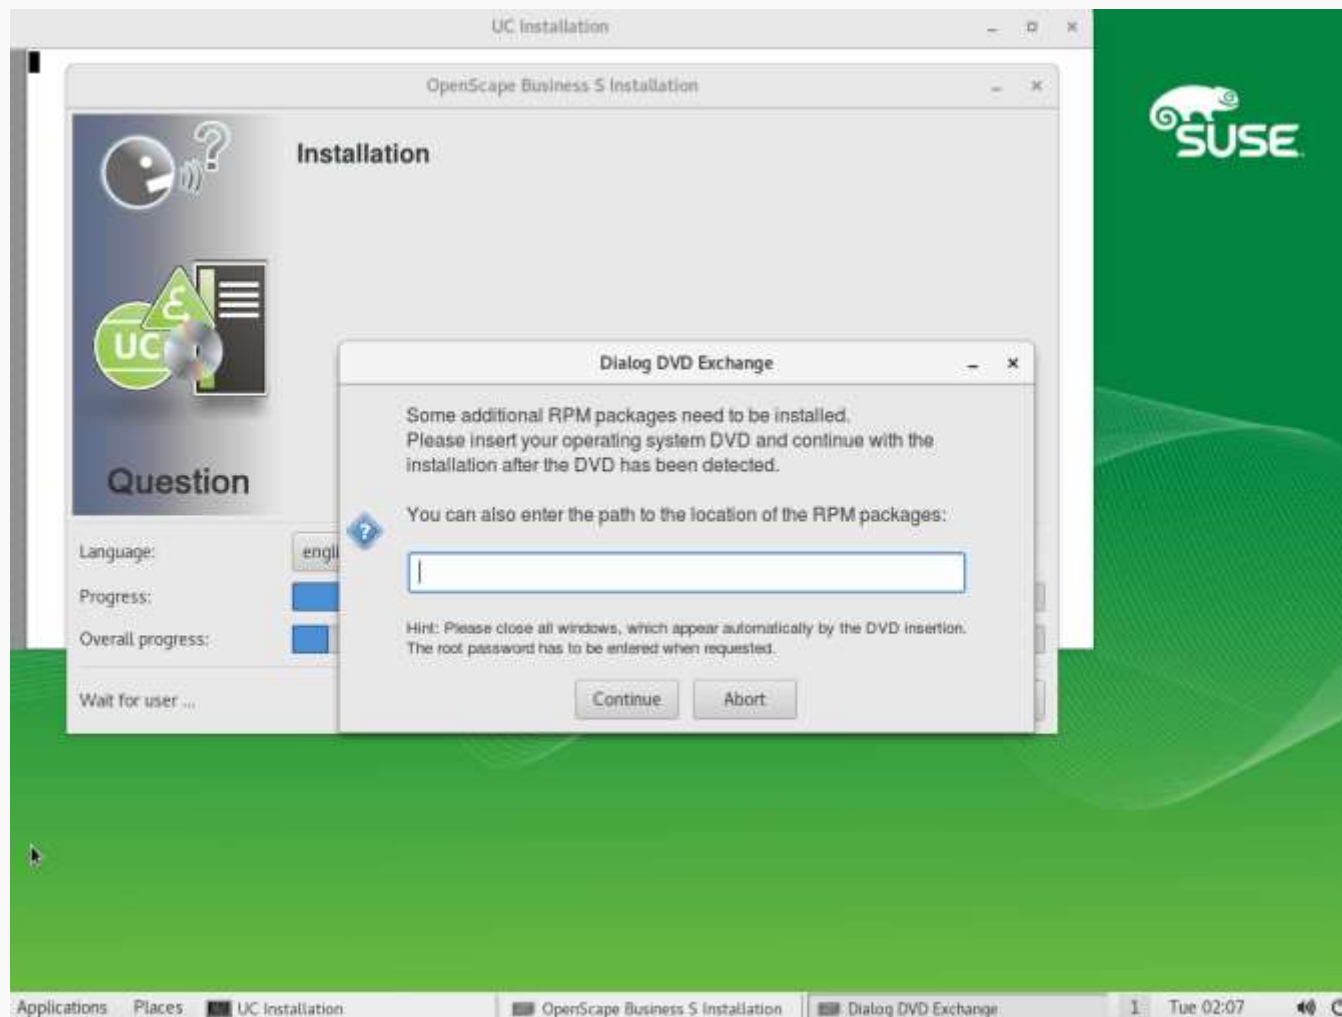 UC Installation
OpenScape Business S Installation
SUSE
Installation
UC
Question
Dialog DVD Exchange
Some additional RPM packages need to be installed.
Please insert your operating system DVD and continue with the
installation after the DVD has been detected.
You can also enter the path to the location of the RPM packages:
Hint: Please close all windows, which appear automatically by the DVD insertion.
The root password has to be entered when requested.
Continue Abort
Language: engli
Progress:
Overall progress:
Wait for user ...
Applications Places UC Installation OpenScape Business S Installation Dialog DVD Exchange 1 Tue 02:07